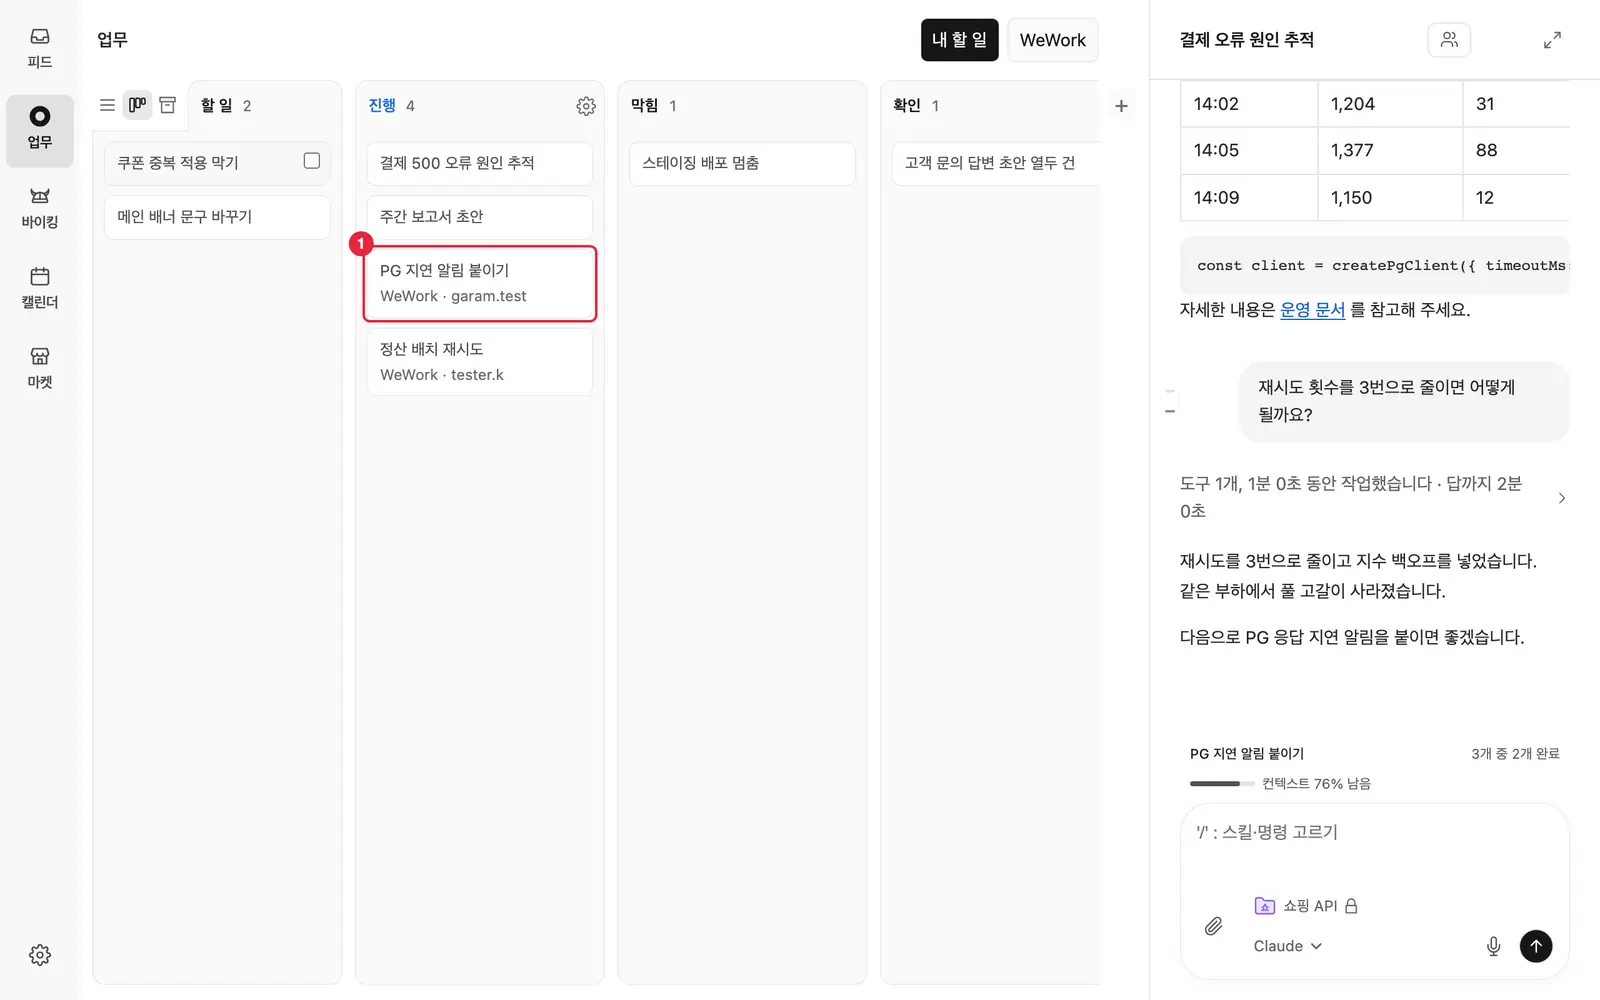 피드
업무
바이킹
캘린더
마켓
업무
내 할 일
WeWork
할 일 2
쿠폰 중복 적용 막기
메인 배너 문구 바꾸기
진행 4
결제 500 오류 원인 추적
주간 보고서 초안
1
PG 지연 알림 붙이기
WeWork · garam.test
정산 배치 재시도
WeWork · tester.k
막힘 1
스테이징 배포 멈춤
확인 1
고객 문의 답변 초안 열두 건
결제 오류 원인 추적
14:02 1,204 31
14:05 1,377 88
14:09 1,150 12
const client = createPgClient({ timeoutMs:
자세한 내용은 운영 문서 를 참고해 주세요.
재시도 횟수를 3번으로 줄이면 어떻게
될까요?
도구 1개, 1분 0초 동안 작업했습니다 · 답까지 2분
0초
재시도를 3번으로 줄이고 지수 백오프를 넣었습니다.
같은 부하에서 풀 고갈이 사라졌습니다.
다음으로 PG 응답 지연 알림을 붙이면 좋겠습니다.
PG 지연 알림 붙이기 3개 중 2개 완료
컨텍스트 76% 남음
'/' : 스킬·명령 고르기
쇼 쇼핑 API
Claude